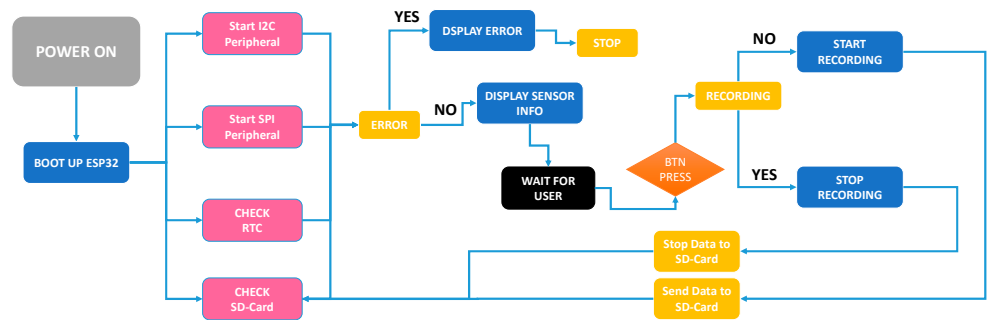 POWER ON
BOOT UP ESP32
Start I2C
Peripheral
Start SPI
Peripheral
CHECK
RTC
CHECK
SD-Card
ERROR
YES
DSPLAY ERROR
STOP
NO
DISPLAY SENSOR
INFO
WAIT FOR
USER
BTN
PRESS
RECORDING
NO
START
RECORDING
YES
STOP
RECORDING
Stop Data to
SD-Card
Send Data to
SD-Card